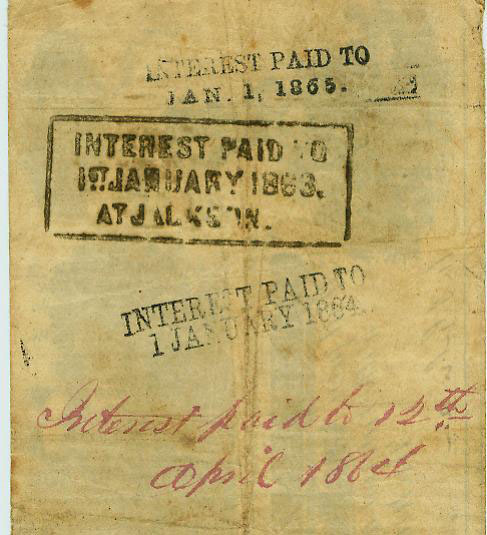 INTEREST PAID TO
JAN. 1, 1865.
INTEREST PAID TO
1ST JANUARY 1863.
AT JACKSON.
INTEREST PAID TO
1 JANUARY 1864.
Interest paid to 12th
April 1864